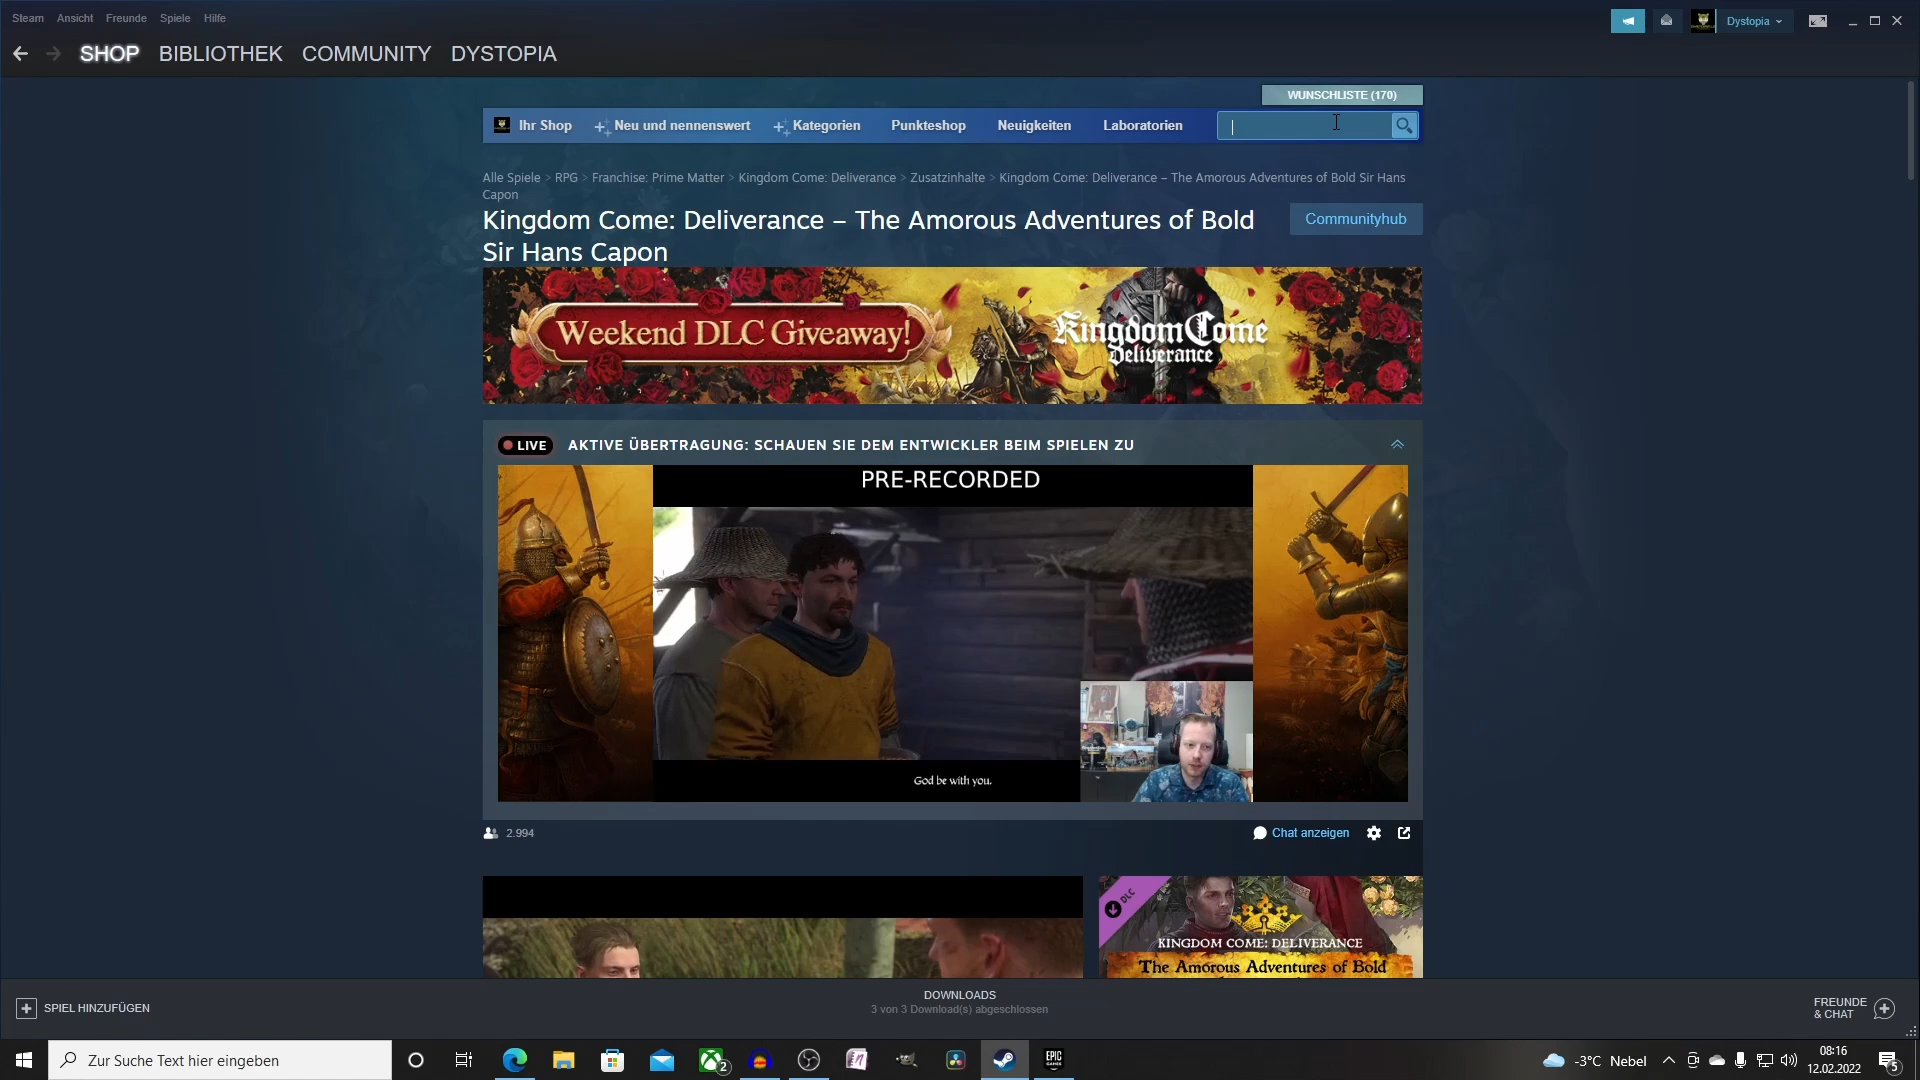 Steam Ansicht Freunde Spiele Hilfe
Dystopia
SHOP BIBLIOTHEK COMMUNITY DYSTOPIA
WUNSCHLISTE (170)
Ihr Shop Neu und nennenswert Kategorien Punkteshop Neuigkeiten Laboratorien
Alle Spiele > RPG > Franchise: Prime Matter > Kingdom Come: Deliverance > Zusatzinhalte > Kingdom Come: Deliverance – The Amorous Adventures of Bold Sir Hans
Capon
Kingdom Come: Deliverance – The Amorous Adventures of Bold
Sir Hans Capon
Communityhub
Weekend DLC Giveaway!
Kingdom Come
Deliverance
LIVE AKTIVE ÜBERTRAGUNG: SCHAUEN SIE DEM ENTWICKLER BEIM SPIELEN ZU
PRE-RECORDED
God be with you.
2.994
Chat anzeigen
DLC
KINGDOM COME: DELIVERANCE
The Amorous Adventures of Bold
SPIEL HINZUFÜGEN
DOWNLOADS
3 von 3 Download(s) abgeschlossen
FREUNDE
& CHAT
Zur Suche Text hier eingeben
2
EPIC
GAMES
-3°C Nebel
08:16
12.02.2022
5